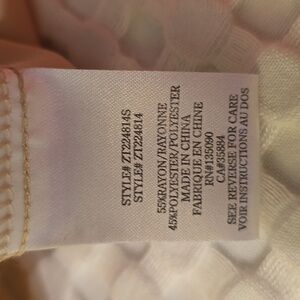 STYLE# ZT224814S
STYLE# ZT224814
55%RAYON/RAYONNE
45%POLYESTER/POLYESTER
MADE IN CHINA
FABRIQUE EN CHINE
RN#135090
CA#35884
SEE REVERSE FOR CARE
VOIR INSTRUCTIONS AU DOS